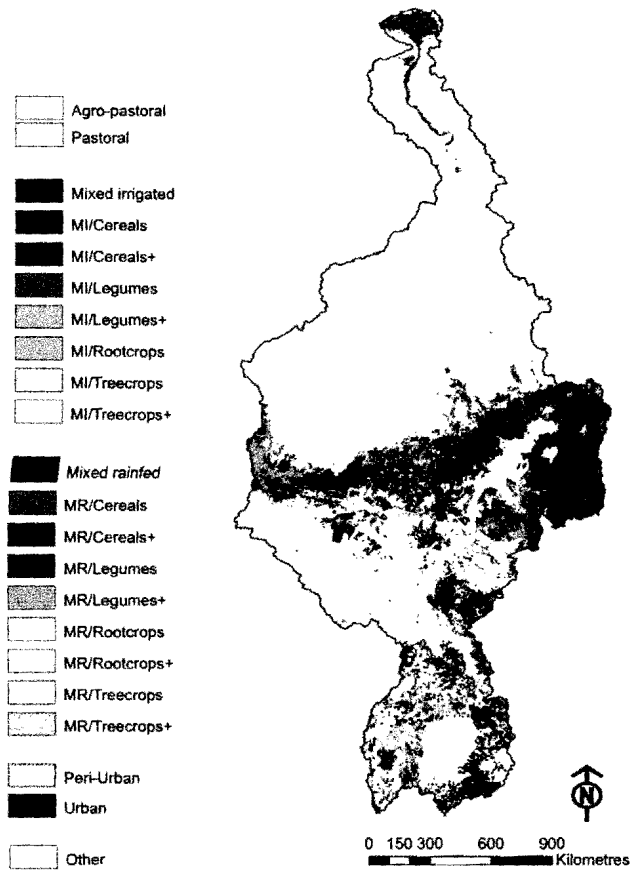 Agro-pastoral
Pastoral
Mixed irrigated
MI/Cereals
MI/Cereals+
MI/Legumes
MI/Legumes+
MI/Rootcrops
MI/Treecrops
MI/Treecrops+
Mixed rainfed
MR/Cereals
MR/Cereals+
MR/Legumes
MR/Legumes+
MR/Rootcrops
MR/Rootcrops+
MR/Treecrops
MR/Treecrops+
Peri-Urban
Urban
Other
N
0 150 300 600 900
Kilometres